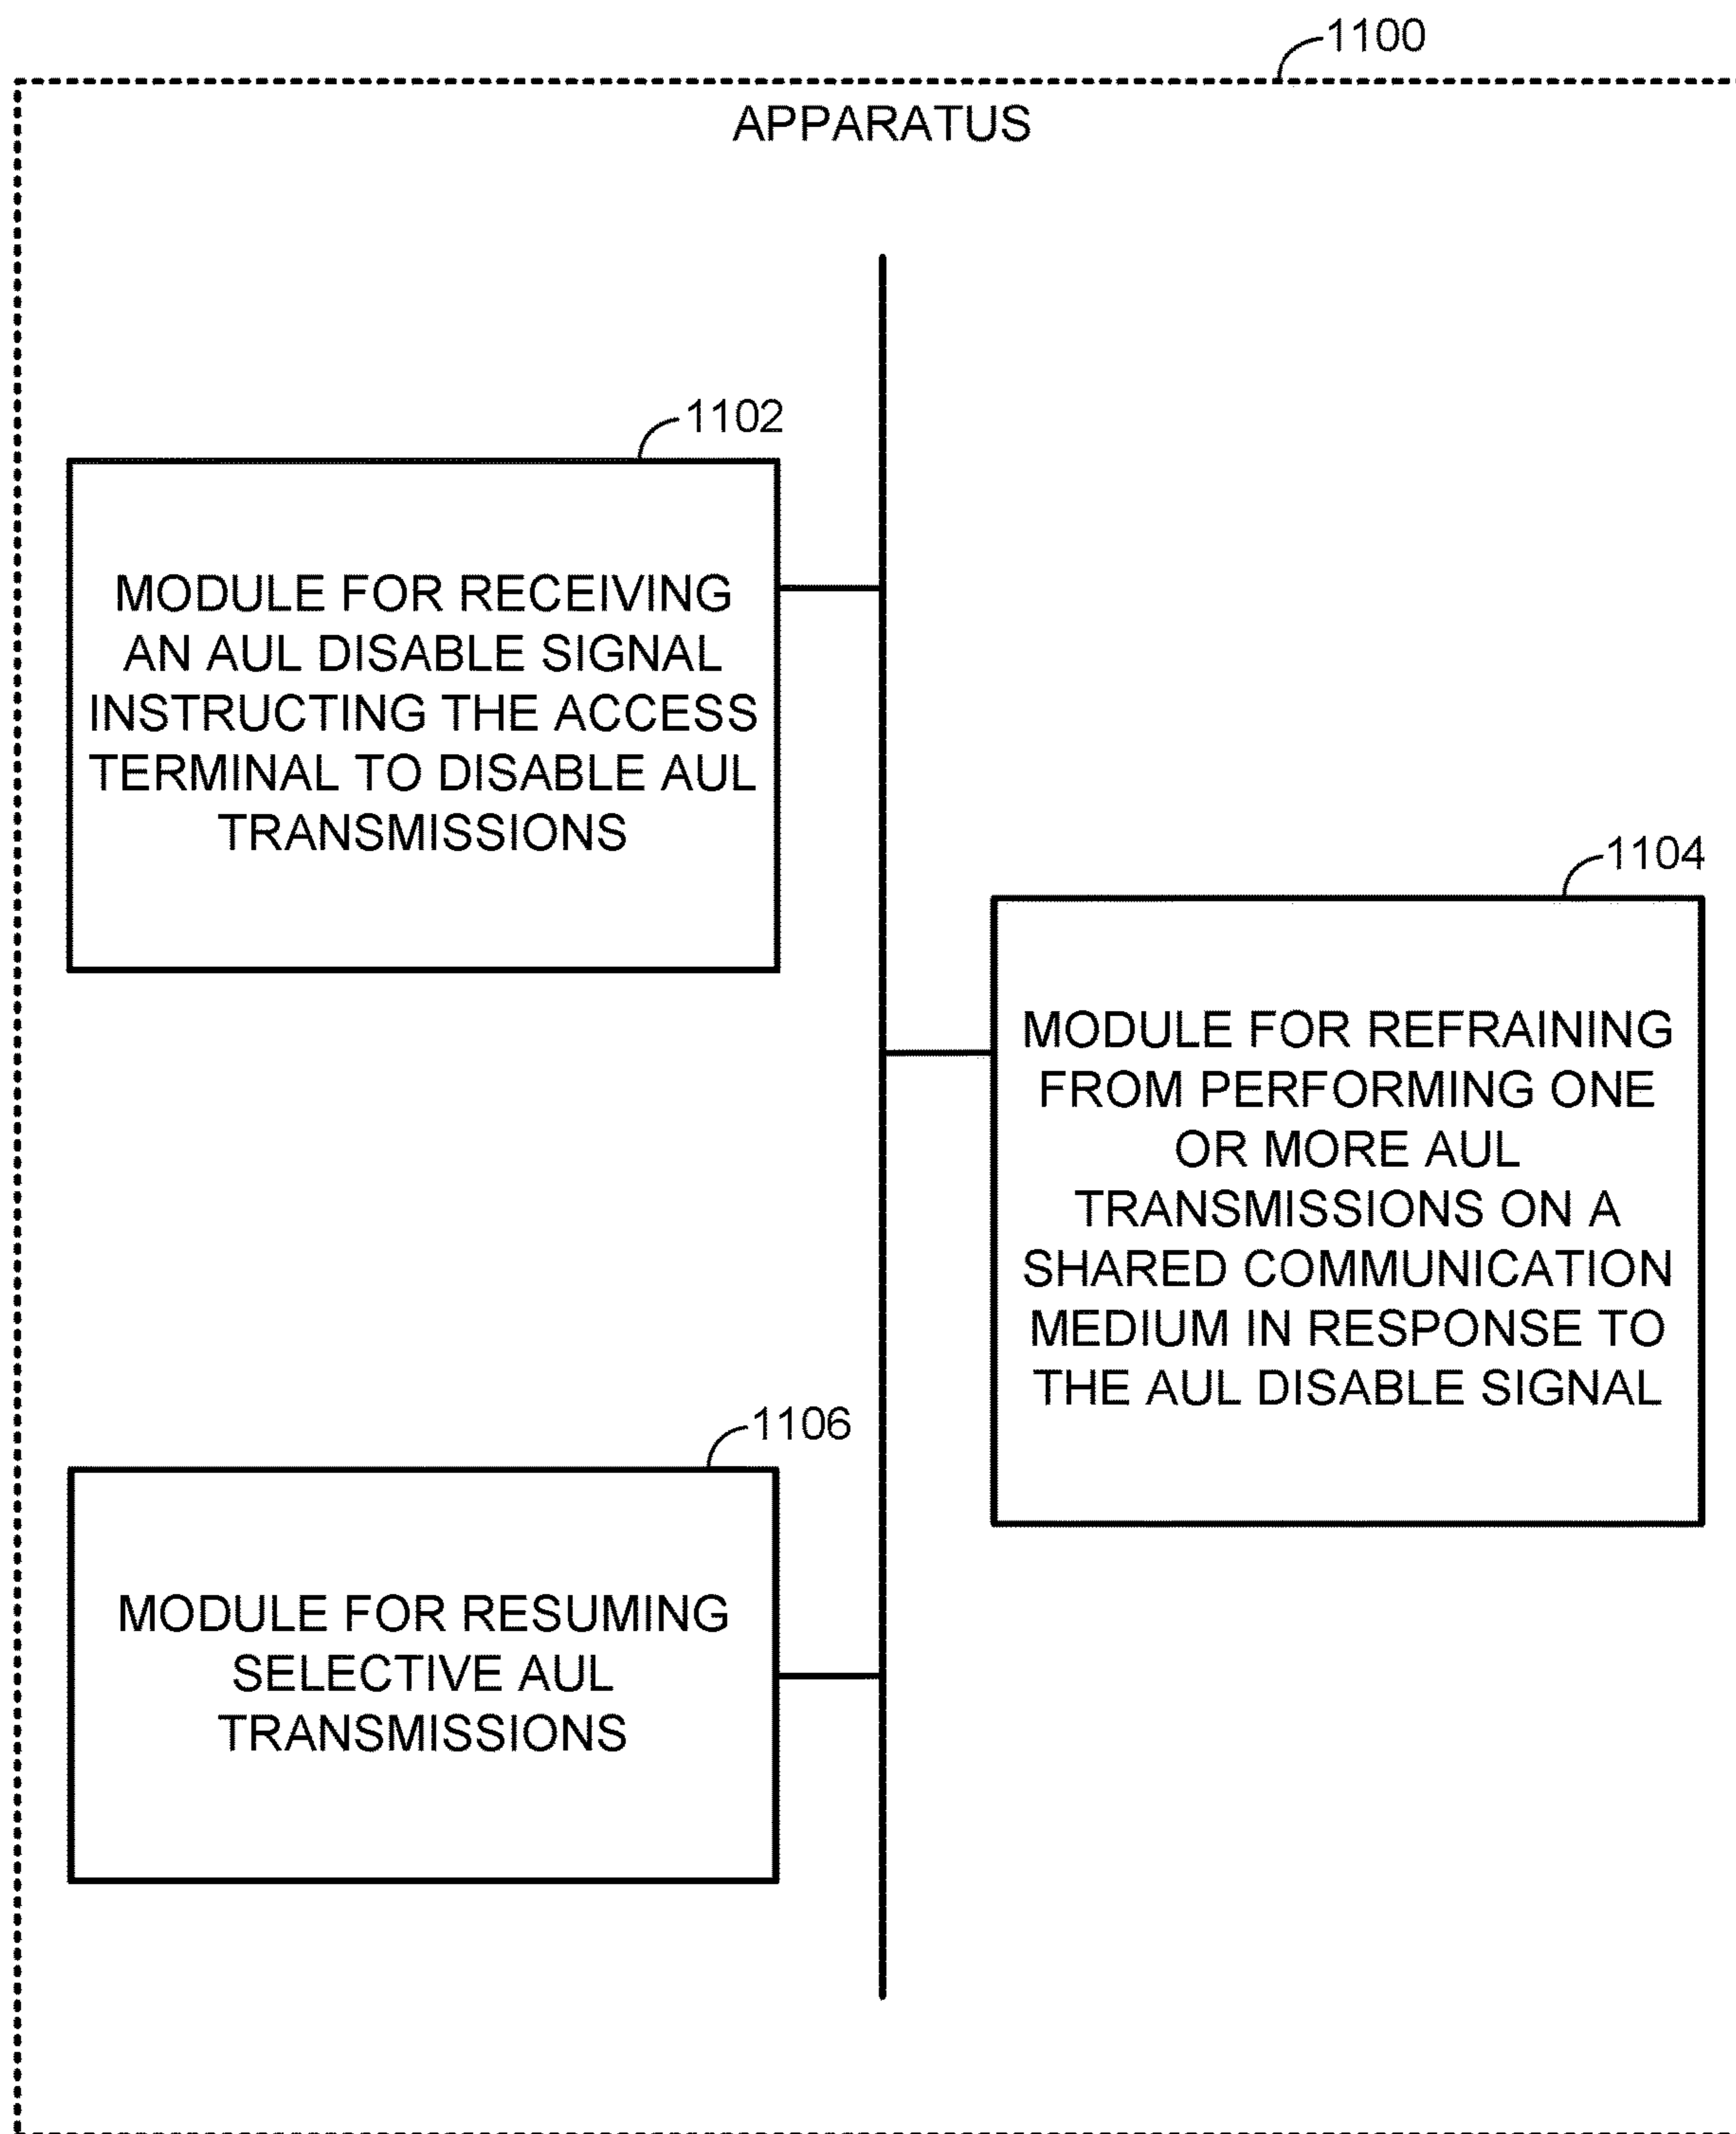 1100
APPARATUS
1102
MODULE FOR RECEIVING
AN AUL DISABLE SIGNAL
INSTRUCTING THE ACCESS
TERMINAL TO DISABLE AUL
TRANSMISSIONS
1104
MODULE FOR REFRAINING
FROM PERFORMING ONE
OR MORE AUL
TRANSMISSIONS ON A
SHARED COMMUNICATION
MEDIUM IN RESPONSE TO
THE AUL DISABLE SIGNAL
1106
MODULE FOR RESUMING
SELECTIVE AUL
TRANSMISSIONS